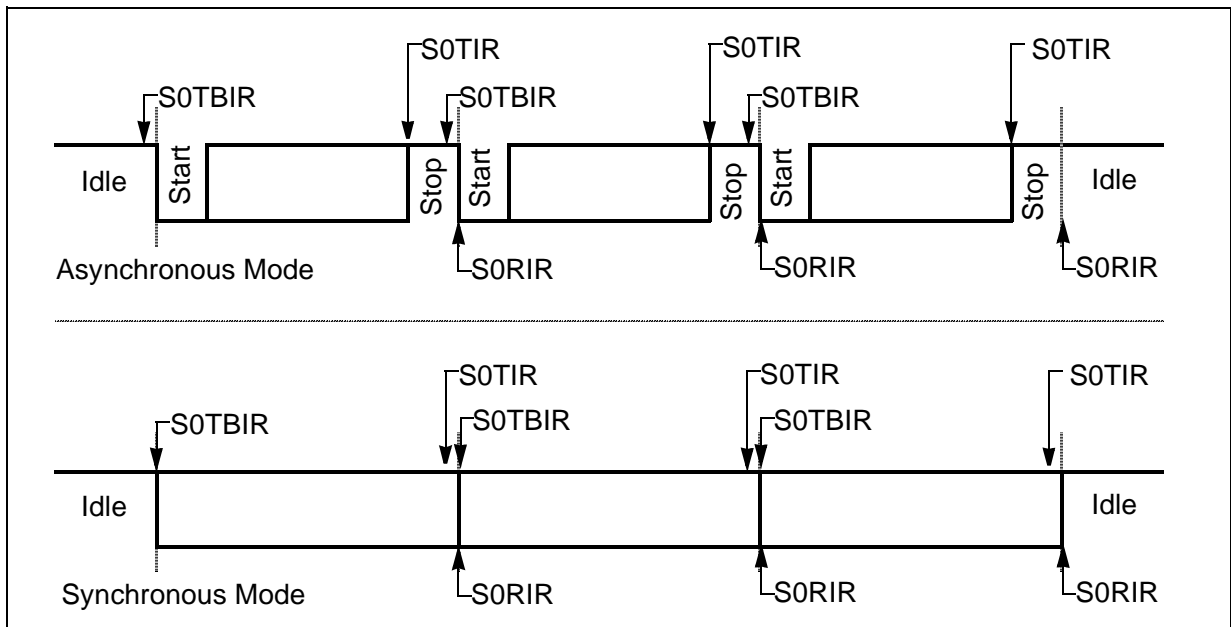 S0TIR S0TIR S0TIR
S0TBIR S0TBIR S0TBIR
Idle Start Stop Start Stop Start Stop Idle
Asynchronous Mode S0RIR S0RIR S0RIR
S0TIR S0TIR S0TIR
S0TBIR S0TBIR S0TBIR
Idle Idle
Synchronous Mode S0RIR S0RIR S0RIR